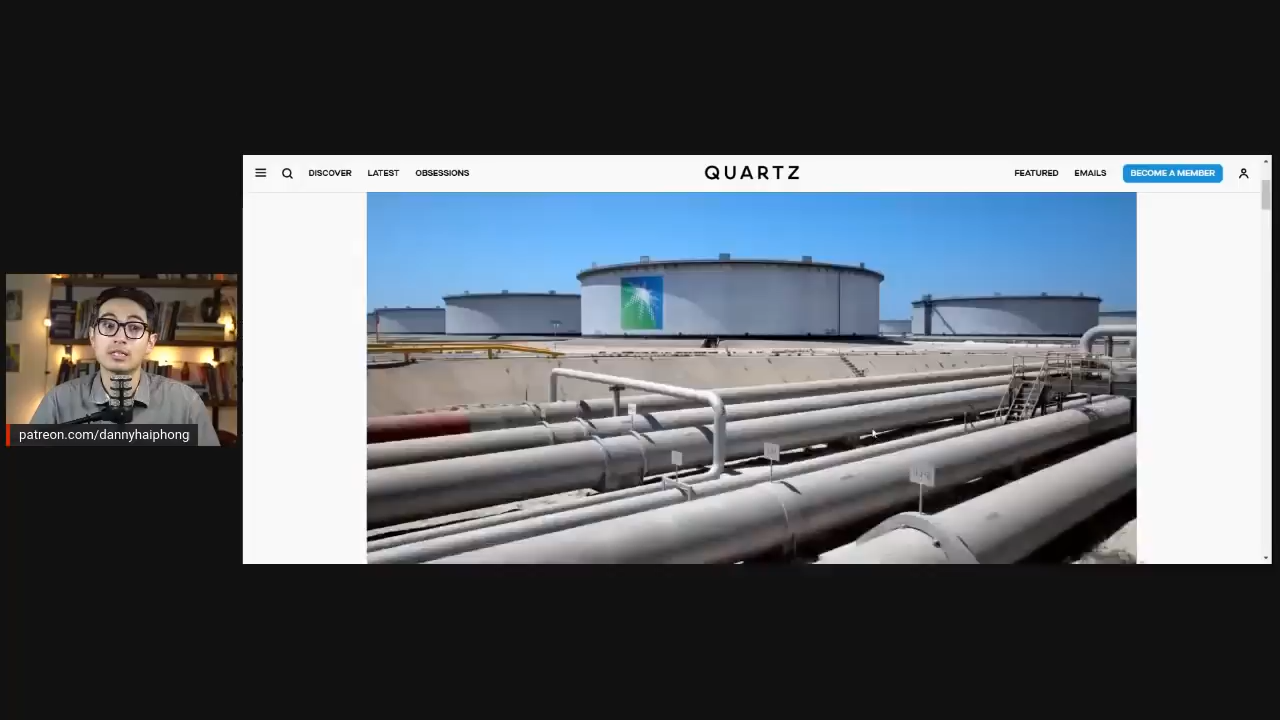 DISCOVER LATEST OBSESSIONS QUARTZ FEATURED EMAILS BECOME A MEMBER
patreon.com/dannyhaiphong